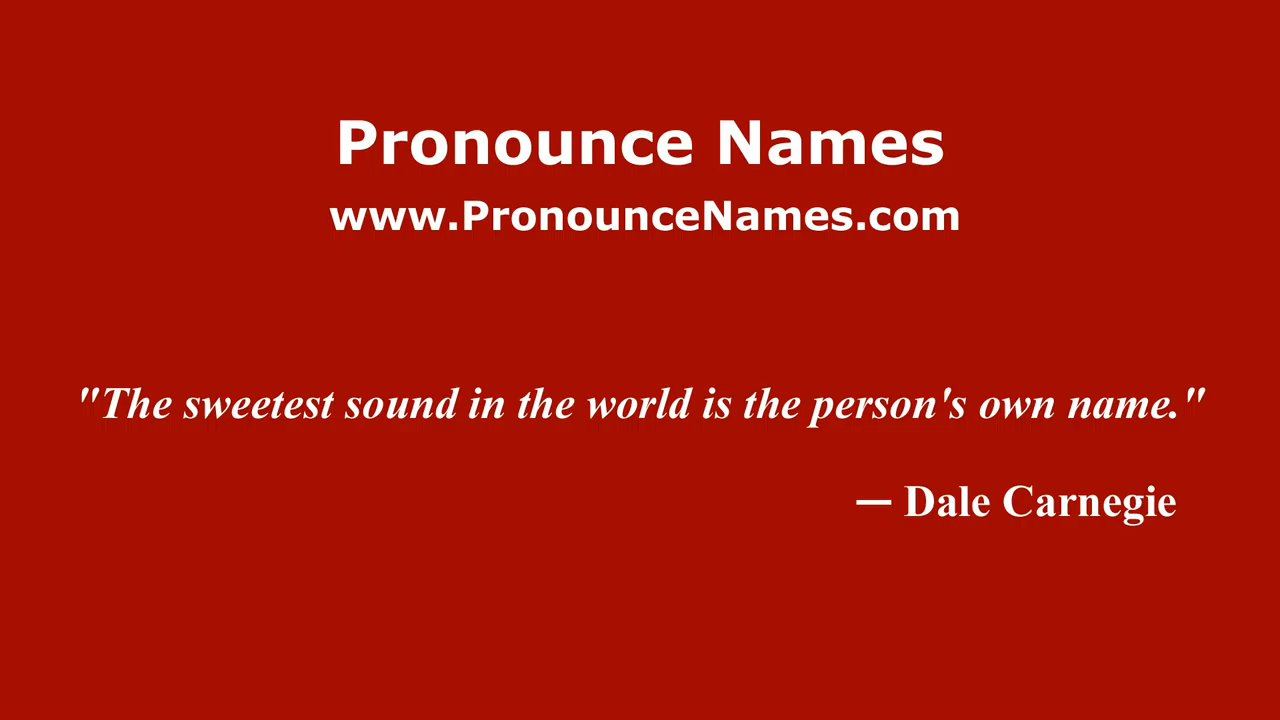 Pronounce Names
www.PronounceNames.com
"The sweetest sound in the world is the person's own name."
— Dale Carnegie